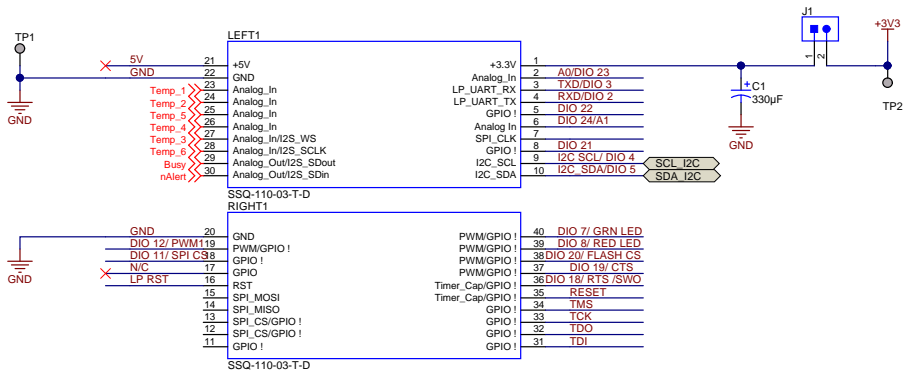 J1
+3V3
TP1
LEFT1
5V 21 +5V +3.3V 1
1 2
GND 22 GND Analog_In 2 A0/DIO 23
Temp_1 23 Analog_In LP_UART_RX 3 TXD/DIO 3
Temp_2 24 Analog_In LP_UART_TX 4 RXD/DIO 2
C1
330µF
TP2
Temp_5 25 Analog_In GPIO ! 5 DIO 22
GND
Temp_4 26 Analog_In Analog In 6 DIO 24/A1
Temp_3 27 Analog_In/I2S_WS SPI_CLK 7
GND
Temp_6 28 Analog_In/I2S_SCLK GPIO ! 8 DIO 21
Busy 29 Analog_Out/I2S_SDout I2C_SCL 9 I2C SCL/ DIO 4 SCL_I2C
nAlert 30 Analog_Out/I2S_SDin I2C_SDA 10 I2C_SDA/DIO 5 SDA_I2C
SSQ-110-03-T-D
RIGHT1
GND 20 GND PWM/GPIO ! 40 DIO 7/ GRN LED
DIO 12/ PWM1 19 PWM/GPIO ! PWM/GPIO ! 39 DIO 8/ RED LED
DIO 11/ SPI CS 18 GPIO ! PWM/GPIO ! 38 DIO 20/ FLASH CS
GND
N/C 17 GPIO PWM/GPIO ! 37 DIO 19/ CTS
LP RST 16 RST Timer_Cap/GPIO ! 36 DIO 18/ RTS /SWO
15 SPI_MOSI Timer_Cap/GPIO ! 35 RESET
14 SPI_MISO GPIO ! 34 TMS
13 SPI_CS/GPIO ! GPIO ! 33 TCK
12 SPI_CS/GPIO ! GPIO ! 32 TDO
11 GPIO ! GPIO ! 31 TDI
SSQ-110-03-T-D